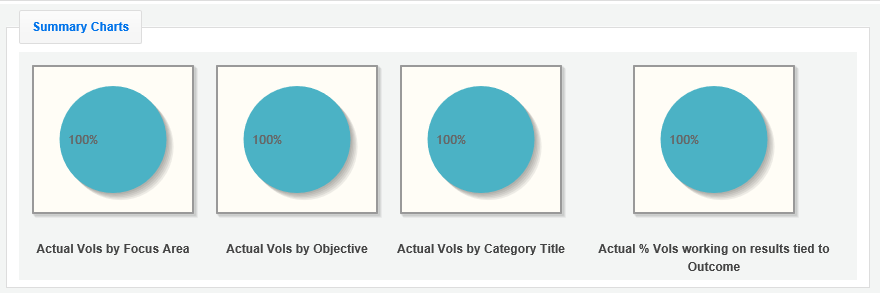 Summary Charts
100% 100% 100% 100%
Actual Vols by Focus Area Actual Vols by Objective Actual Vols by Category Title Actual % Vols working on results tied to
Outcome